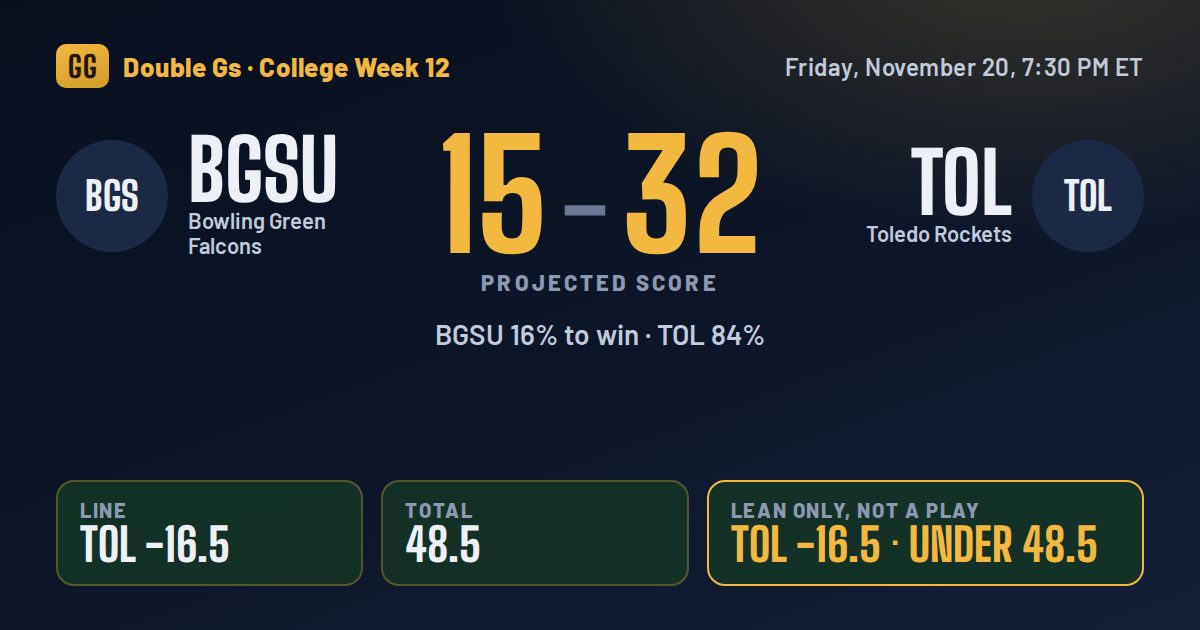 GG
Double Gs · College Week 12
Friday, November 20, 7:30 PM ET
BGS
BGSU
Bowling Green
Falcons
15 – 32
PROJECTED SCORE
BGSU 16% to win · TOL 84%
TOL
Toledo Rockets
TOL
LINE
TOL −16.5
TOTAL
48.5
LEAN ONLY, NOT A PLAY
TOL −16.5 · UNDER 48.5